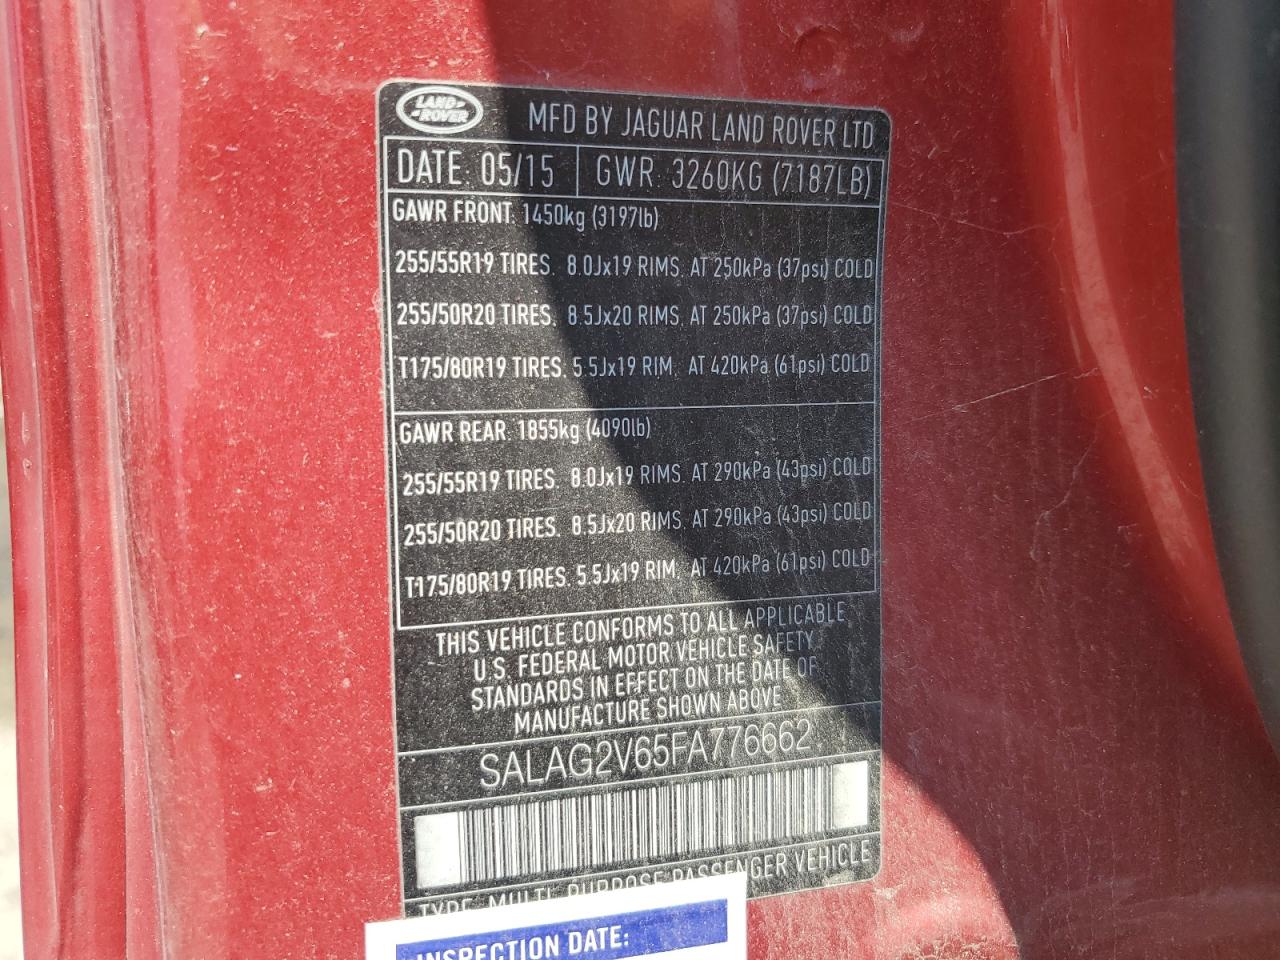 LAND ROVER
MFD BY JAGUAR LAND ROVER LTD
DATE: 05/15 GWR: 3260KG (7187LB)
GAWR FRONT: 1450kg (3197lb)
255/55R19 TIRES. 8.0Jx19 RIMS. AT 250kPa (37psi) COLD
255/50R20 TIRES. 8.5Jx20 RIMS. AT 250kPa (37psi) COLD
T175/80R19 TIRES. 5.5Jx19 RIM. AT 420kPa (61psi) COLD
GAWR REAR: 1855kg (4090lb)
255/55R19 TIRES. 8.0Jx19 RIMS. AT 290kPa (43psi) COLD
255/50R20 TIRES. 8.5Jx20 RIMS. AT 290kPa (43psi) COLD
T175/80R19 TIRES. 5.5Jx19 RIM. AT 420kPa (61psi) COLD
THIS VEHICLE CONFORMS TO ALL APPLICABLE
U.S. FEDERAL MOTOR VEHICLE SAFETY
STANDARDS IN EFFECT ON THE DATE OF
MANUFACTURE SHOWN ABOVE
SALAG2V65FA776662
TYPE: MULTI-PURPOSE PASSENGER VEHICLE
INSPECTION DATE: